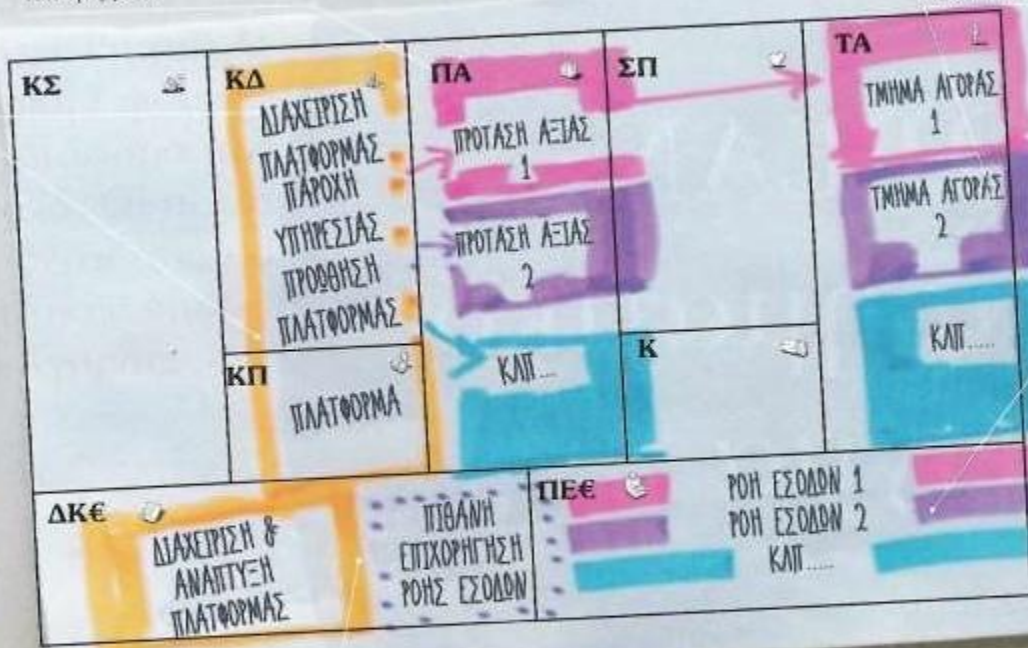 ΚΣ
ΚΔ
ΔΙΑΧΕΙΡΙΣΗ
ΠΛΑΤΦΟΡΜΑΣ
ΠΑΡΟΧΗ
ΥΠΗΡΕΣΙΑΣ
ΠΡΟΩΘΗΣΗ
ΠΛΑΤΦΟΡΜΑΣ
ΚΠ
ΠΛΑΤΦΟΡΜΑ
ΠΑ
ΠΡΟΤΑΣΗ ΑΞΙΑΣ
1
ΠΡΟΤΑΣΗ ΑΞΙΑΣ
2
ΚΛΠ...
ΣΠ
Κ
ΤΑ
ΤΜΗΜΑ ΑΓΟΡΑΣ
1
ΤΜΗΜΑ ΑΓΟΡΑΣ
2
ΚΛΠ.....
ΔΚ€
ΔΙΑΧΕΙΡΙΣΗ &
ΑΝΑΠΤΥΞΗ
ΠΛΑΤΦΟΡΜΑΣ
ΠΙΘΑΝΗ
ΕΠΙΧΟΡΗΓΗΣΗ
ΡΟΗΣ ΕΣΟΔΩΝ
ΠΕ€
ΡΟΗ ΕΣΟΔΩΝ 1
ΡΟΗ ΕΣΟΔΩΝ 2
ΚΛΠ.....